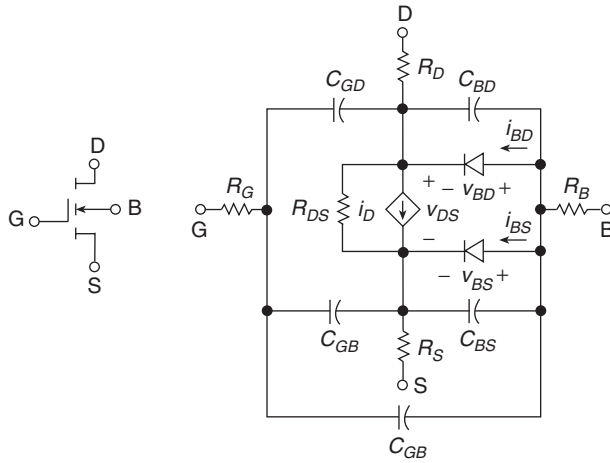 D
G
B
S
D
R_D
C_GD
C_BD
i_BD
R_G
G
R_DS
i_D
+
v_DS
−
− v_BD +
R_B
B
i_BS
− v_BS +
C_GB
C_BS
R_S
S
C_GB